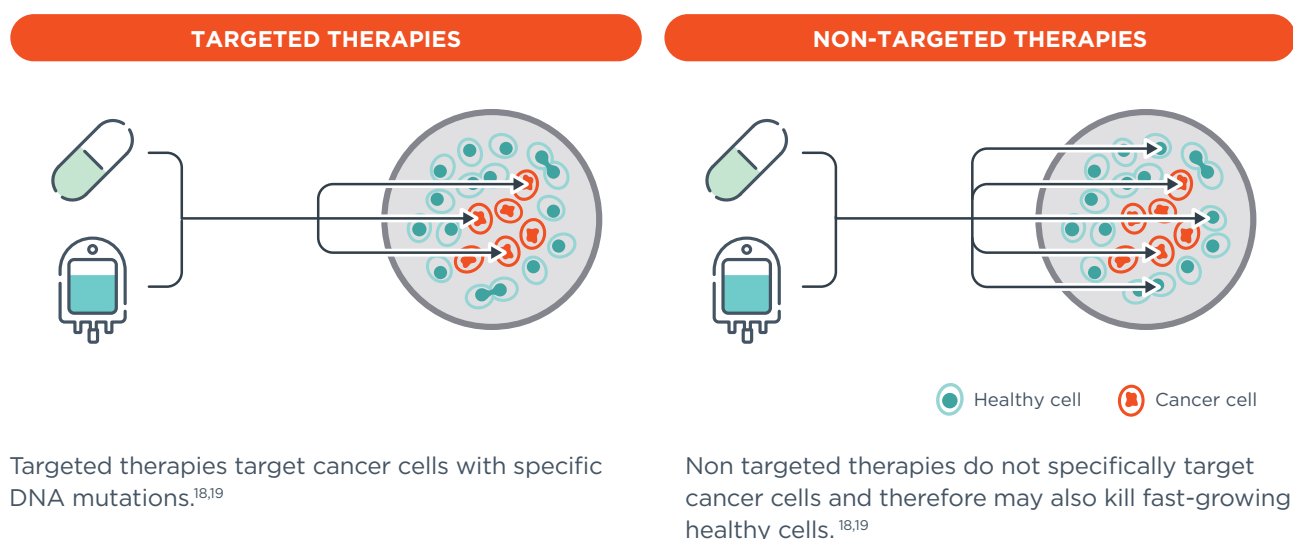 TARGETED THERAPIES
NON-TARGETED THERAPIES
Healthy cell
Cancer cell
Targeted therapies target cancer cells with specific
DNA mutations.18,19
Non targeted therapies do not specifically target
cancer cells and therefore may also kill fast-growing
healthy cells. 18,19